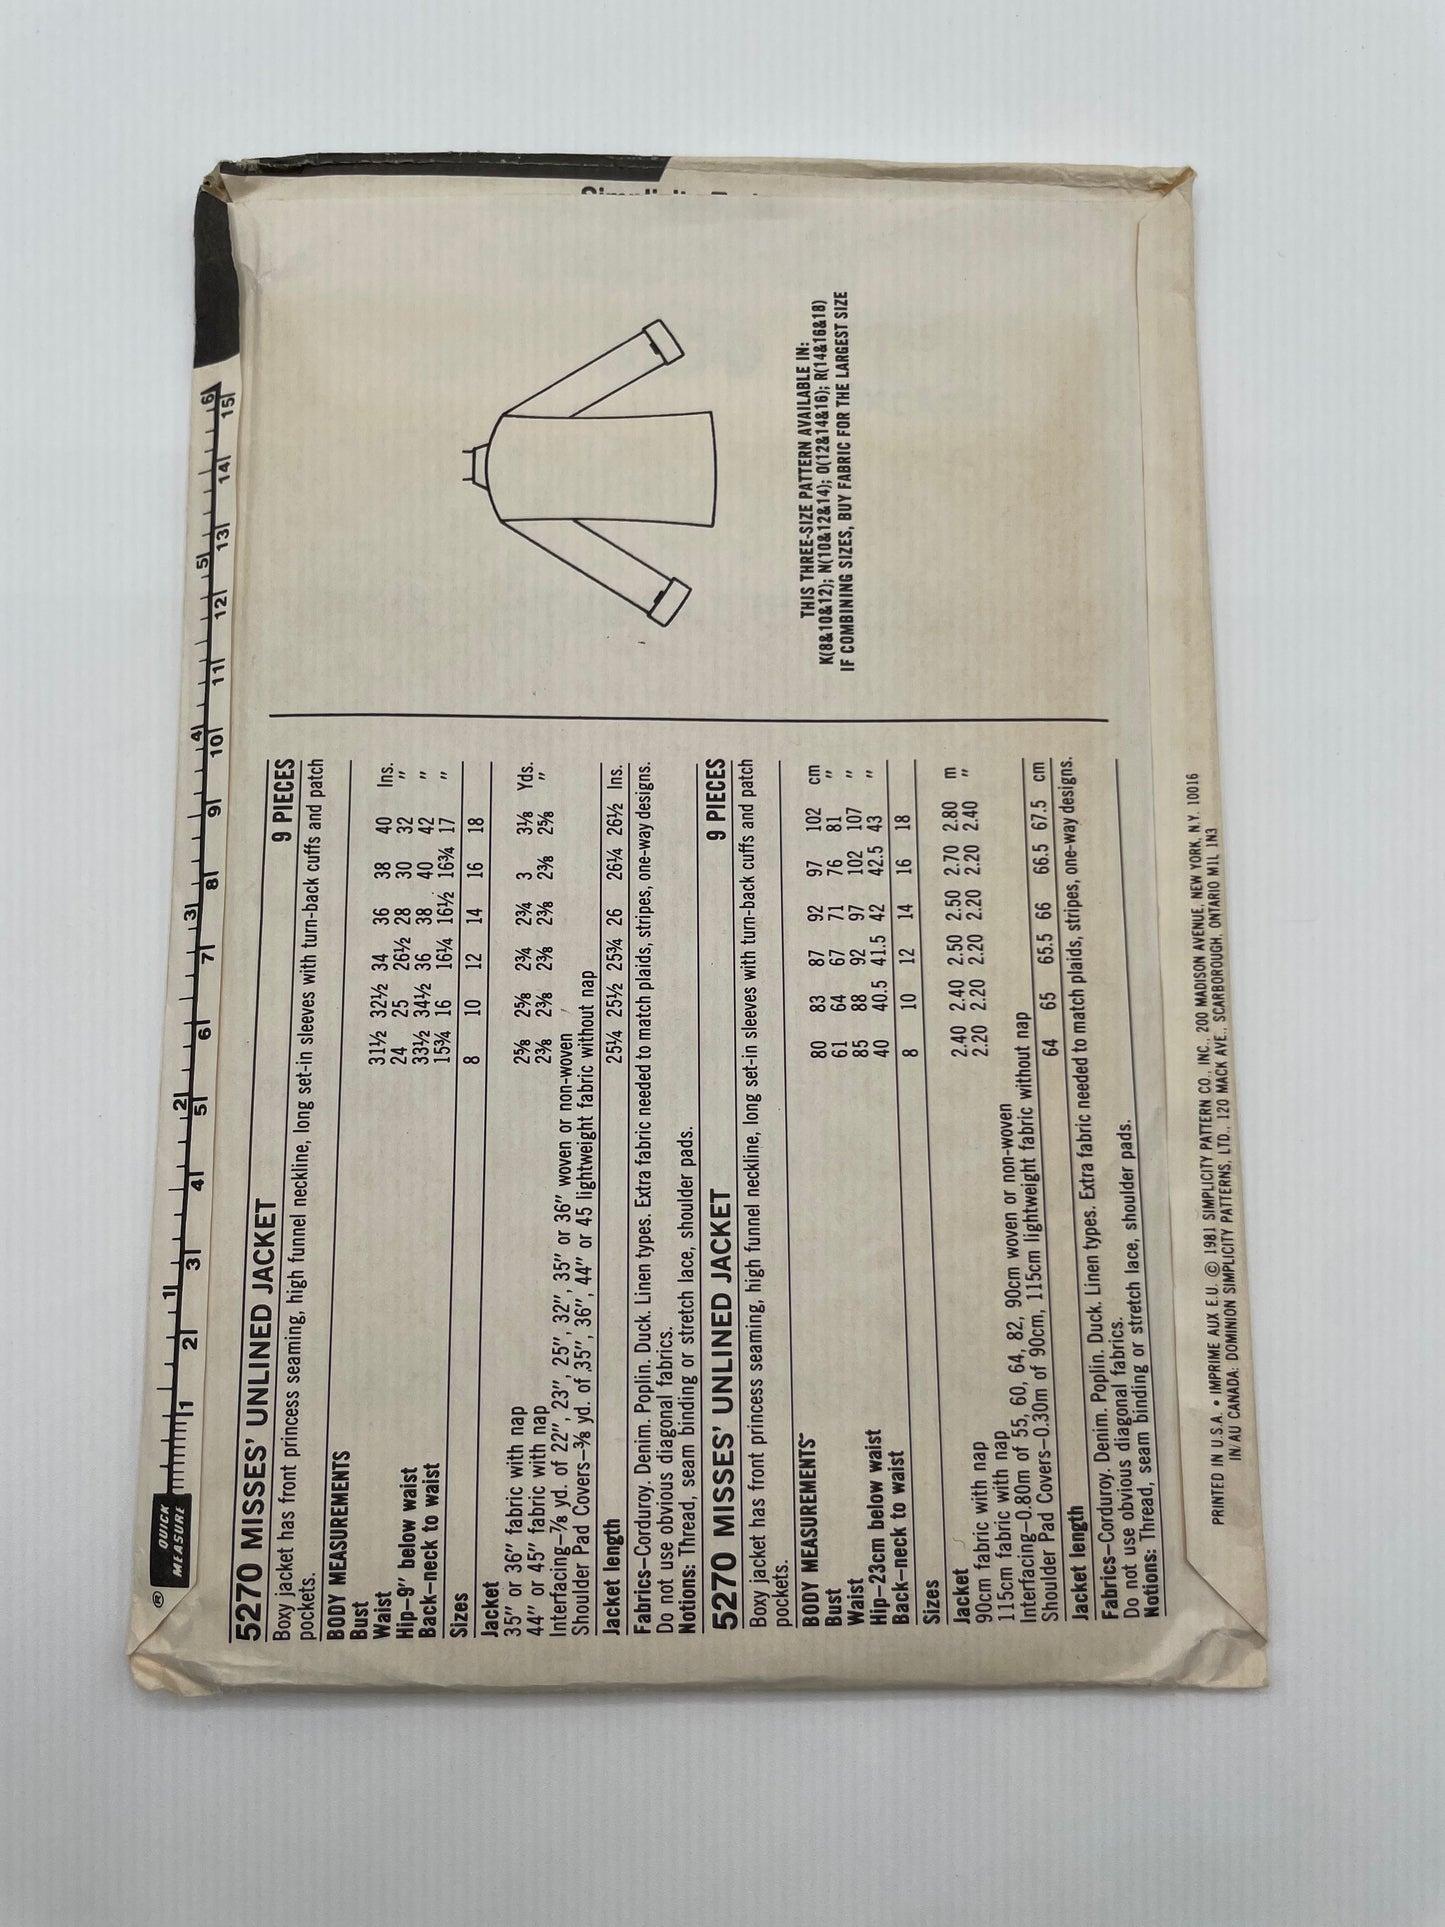 ® QUICK
MEASURE
1 2 3 4 5 6
1 2 3 4 5 6 7 8 9 10 11 12 13 14 15
5270 MISSES' UNLINED JACKET 9 PIECES
Boxy jacket has front princess seaming, high funnel neckline, long set-in sleeves with turn-back cuffs and patch
pockets.
BODY MEASUREMENTS
Bust 31½ 32½ 34 36 38 40 Ins.
Waist 24 25 26½ 28 30 32 "
Hip–9" below waist 33½ 34½ 36 38 40 42 "
Back–neck to waist 15¾ 16 16¼ 16½ 16¾ 17 "
Sizes 8 10 12 14 16 18
Jacket
35" or 36" fabric with nap 2⅝ 2⅝ 2¾ 2¾ 3 3⅛ Yds.
44" or 45" fabric with nap 2⅜ 2⅜ 2⅜ 2⅜ 2⅜ 2⅝ "
Interfacing–⅞ yd. of 22", 23", 25", 32", 35" or 36" woven or non-woven
Shoulder Pad Covers–⅜ yd. of 35", 36", 44" or 45 lightweight fabric without nap
Jacket length 25¼ 25½ 25¾ 26 26¼ 26½ Ins.
Fabrics–Corduroy. Denim. Poplin. Duck. Linen types. Extra fabric needed to match plaids, stripes, one-way designs.
Do not use obvious diagonal fabrics.
Notions: Thread, seam binding or stretch lace, shoulder pads.
5270 MISSES' UNLINED JACKET 9 PIECES
Boxy jacket has front princess seaming, high funnel neckline, long set-in sleeves with turn-back cuffs and patch
pockets.
BODY MEASUREMENTS
Bust 80 83 87 92 97 102 cm
Waist 61 64 67 71 76 81 "
Hip–23cm below waist 85 88 92 97 102 107 "
Back–neck to waist 40 40.5 41.5 42 42.5 43 "
Sizes 8 10 12 14 16 18
Jacket
90cm fabric with nap 2.40 2.40 2.50 2.50 2.70 2.80 m
115cm fabric with nap 2.20 2.20 2.20 2.20 2.20 2.40 "
Interfacing–0.80m of 55, 60, 64, 82, 90cm woven or non-woven
Shoulder Pad Covers–0.30m of 90cm, 115cm lightweight fabric without nap
Jacket length 64 65 65.5 66 66.5 67.5 cm
Fabrics–Corduroy. Denim. Poplin. Duck. Linen types. Extra fabric needed to match plaids, stripes, one-way designs.
Do not use obvious diagonal fabrics.
Notions: Thread, seam binding or stretch lace, shoulder pads.
THIS THREE-SIZE PATTERN AVAILABLE IN:
K(8&10&12); N(10&12&14); O(12&14&16); R(14&16&18)
IF COMBINING SIZES, BUY FABRIC FOR THE LARGEST SIZE
PRINTED IN U.S.A. • IMPRIME AUX E.U. © 1981 SIMPLICITY PATTERN CO., INC., 200 MADISON AVENUE, NEW YORK, N.Y. 10016
IN/AU CANADA: DOMINION SIMPLICITY PATTERNS, LTD., 120 MACK AVE., SCARBOROUGH, ONTARIO M1L 1N3